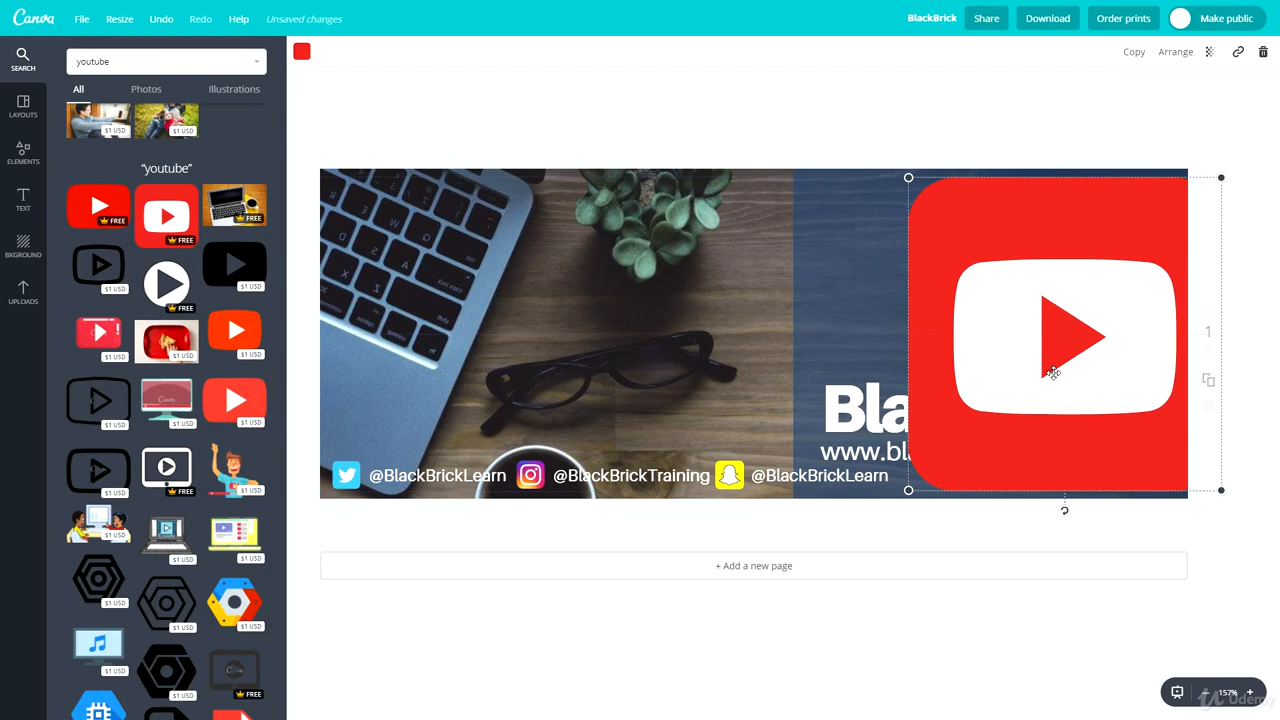 Canva File Resize Undo Redo Help Unsaved changes BlackBrick Share Download Order prints Make public
SEARCH
LAYOUTS
ELEMENTS
TEXT
BKGROUND
UPLOADS
youtube
All Photos Illustrations
$1 USD $1 USD
"youtube"
FREE FREE FREE
$1 USD FREE $1 USD
$1 USD $1 USD $1 USD
$1 USD Canva $1 USD $1 USD
$1 USD FREE $1 USD
$1 USD $1 USD $1 USD
$1 USD $1 USD $1 USD
$1 USD $1 USD FREE
Copy Arrange
Bla
www.bl
@BlackBrickLearn @BlackBrickTraining @BlackBrickLearn
1
+ Add a new page
157%
Udemy